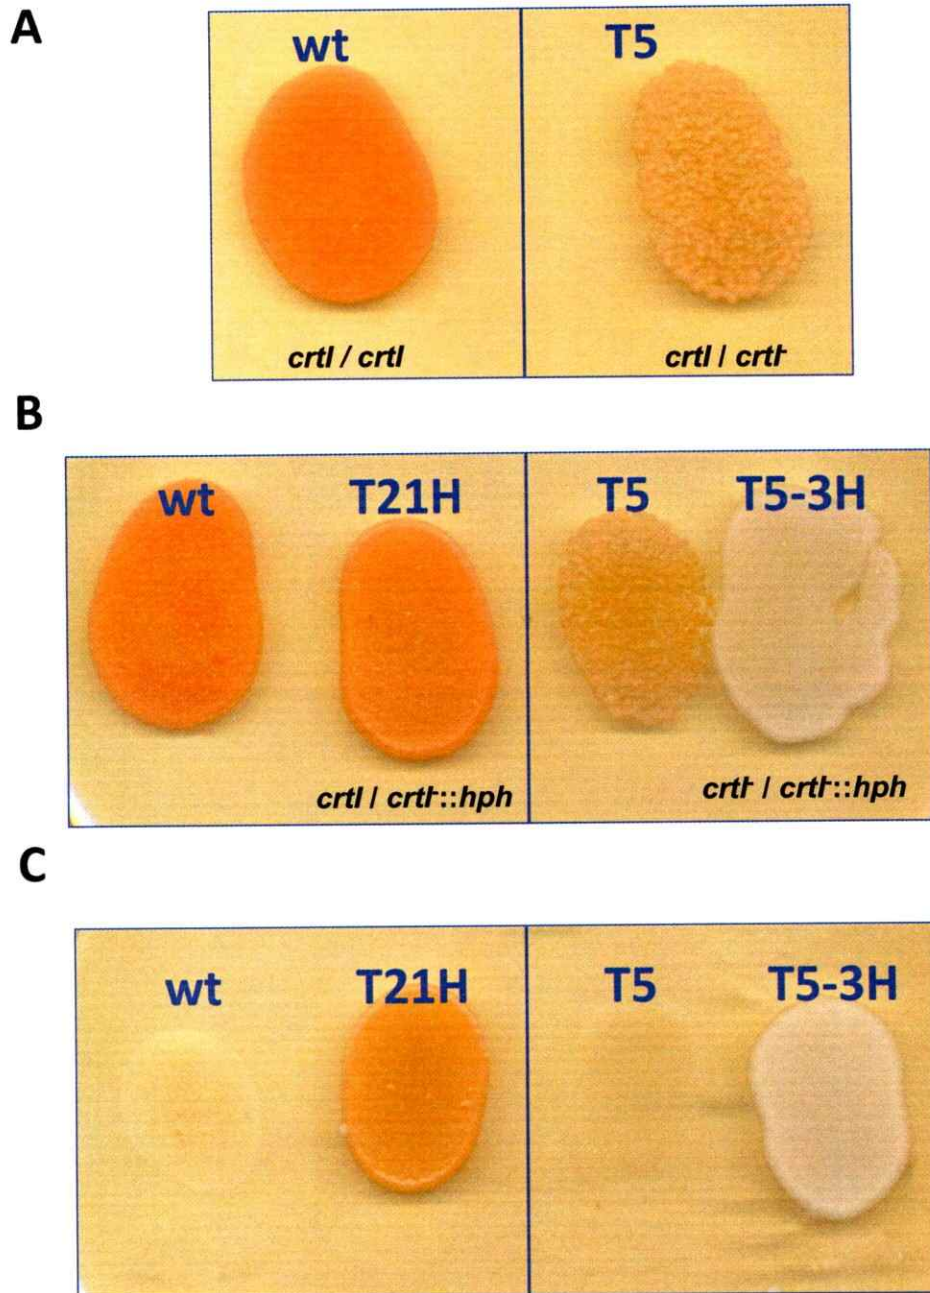 A
wt T5
crtI / crtI crtI / crtI⁻
B
wt T21H T5 T5-3H
crtI / crtI⁻::hph crtI⁻ / crtI⁻::hph
C
wt T21H T5 T5-3H